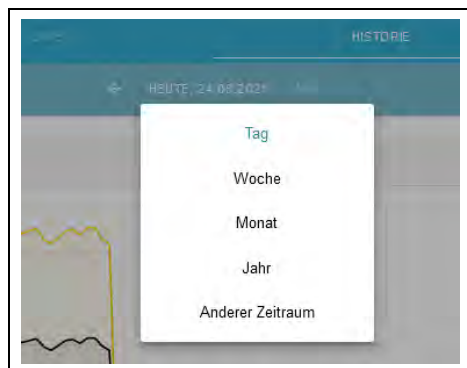 HISTORIE
HEUTE, 24.08.2021
Tag
Woche
Monat
Jahr
Anderer Zeitraum